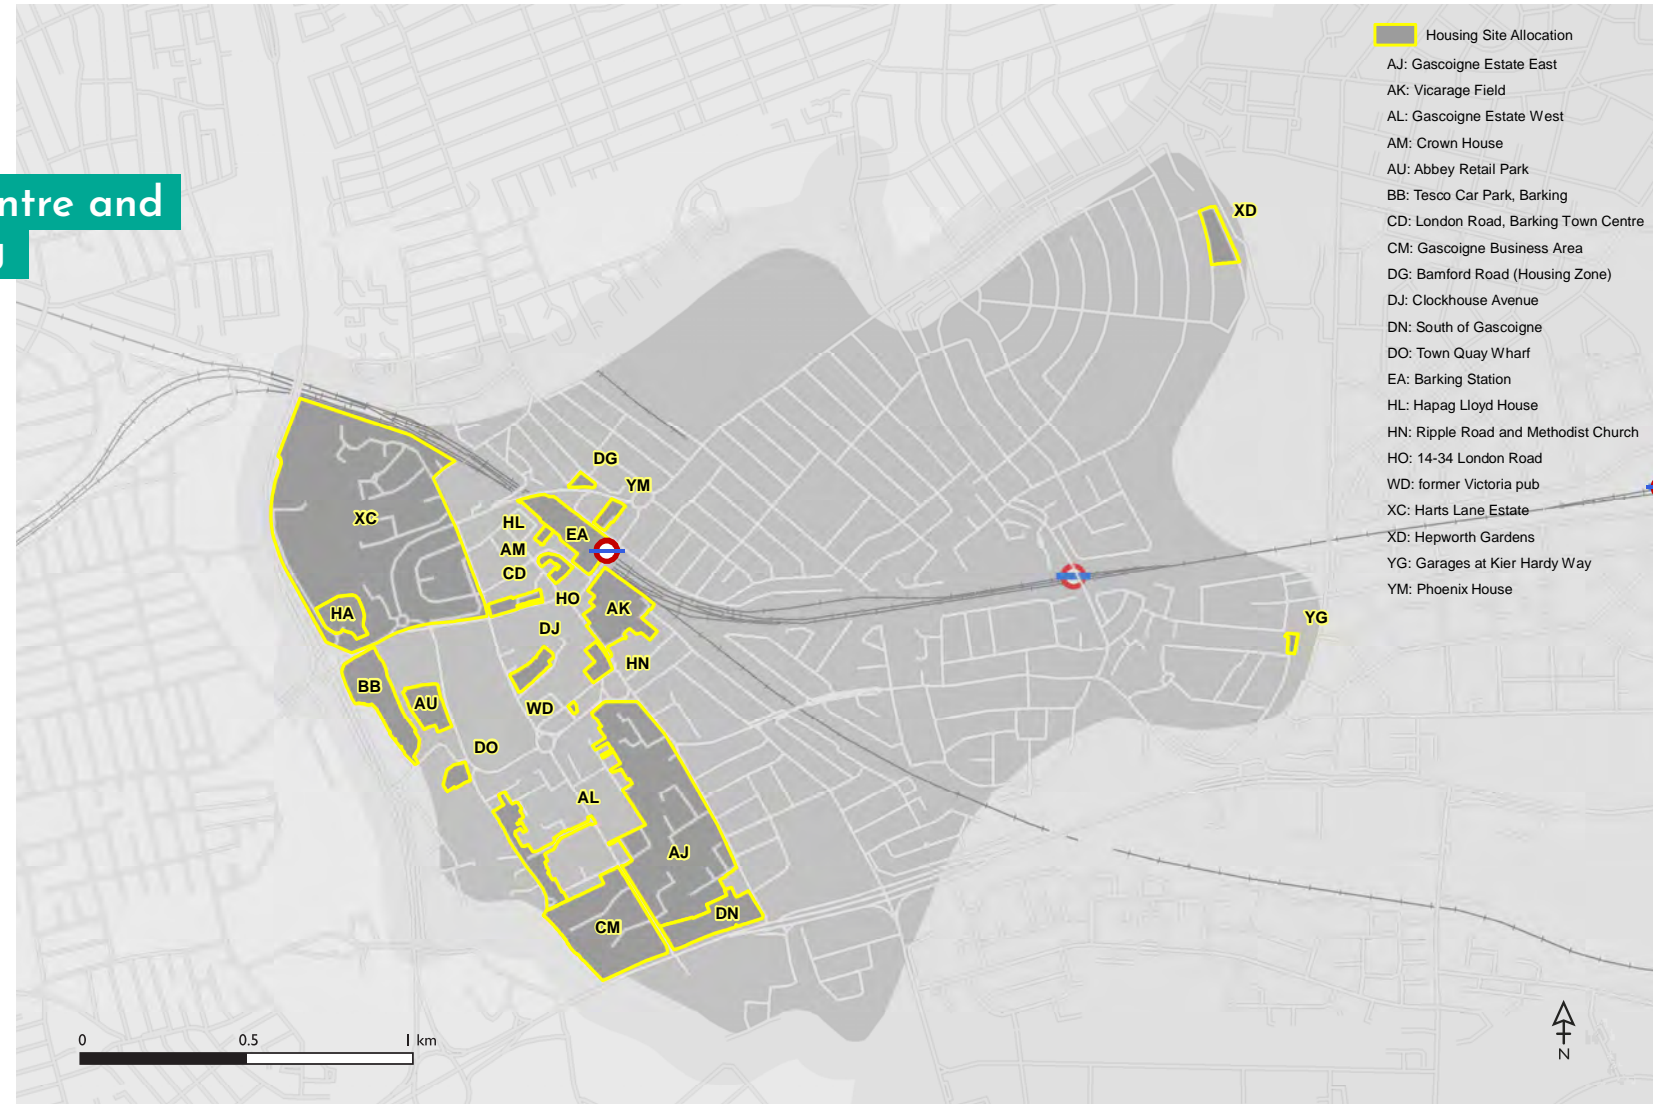 ntre and
Housing Site Allocation
AJ: Gascoigne Estate East
AK: Vicarage Field
AL: Gascoigne Estate West
AM: Crown House
AU: Abbey Retail Park
BB: Tesco Car Park, Barking
CD: London Road, Barking Town Centre
CM: Gascoigne Business Area
DG: Bamford Road (Housing Zone)
DJ: Clockhouse Avenue
DN: South of Gascoigne
DO: Town Quay Wharf
EA: Barking Station
HL: Hapag Lloyd House
HN: Ripple Road and Methodist Church
HO: 14-34 London Road
WD: former Victoria pub
XC: Harts Lane Estate
XD: Hepworth Gardens
YG: Garages at Kier Hardy Way
YM: Phoenix House
XD
DG
YM
XC
HL
EA
AM
CD
HO
AK
HA
DJ
YG
HN
BB
AU
WD
DO
AL
AJ
DN
CM
0 0.5 1 km
N